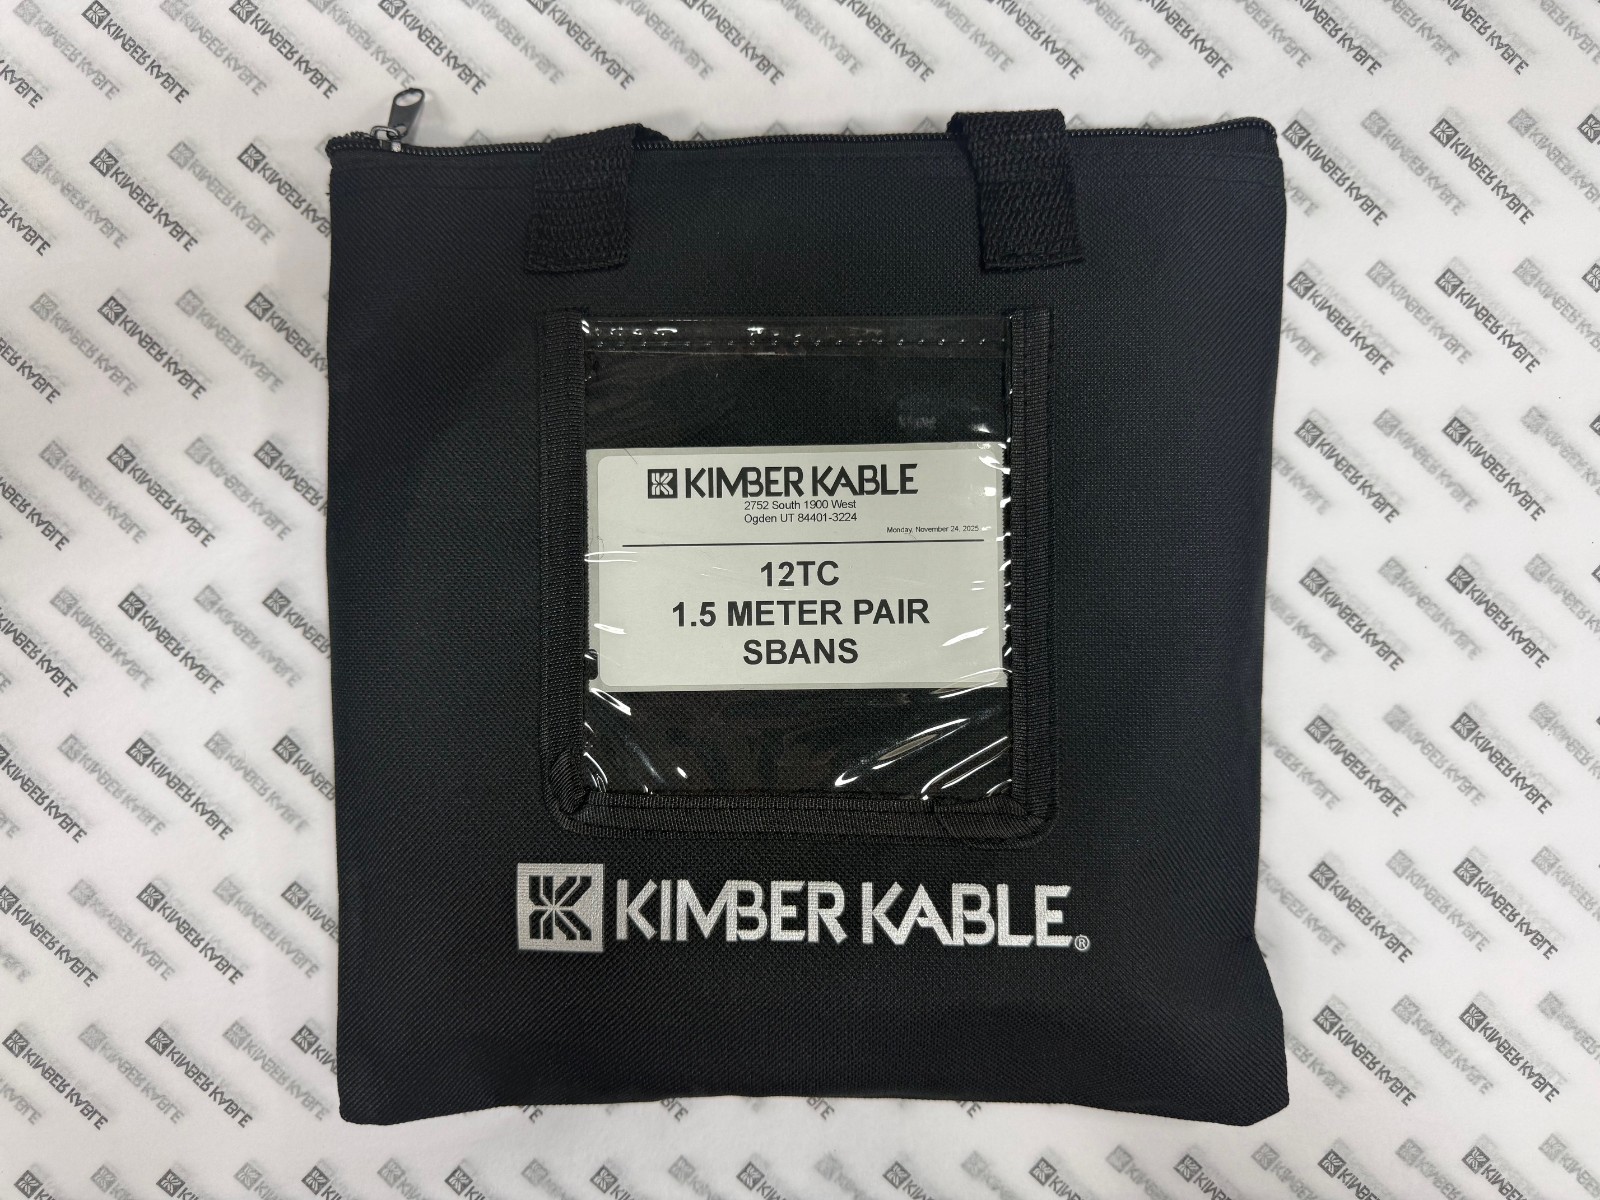 KIMBER KABLE
2752 South 1900 West
Ogden UT 84401-3224
Monday, November 24, 2025
12TC
1.5 METER PAIR
SBANS
KIMBER KABLE®